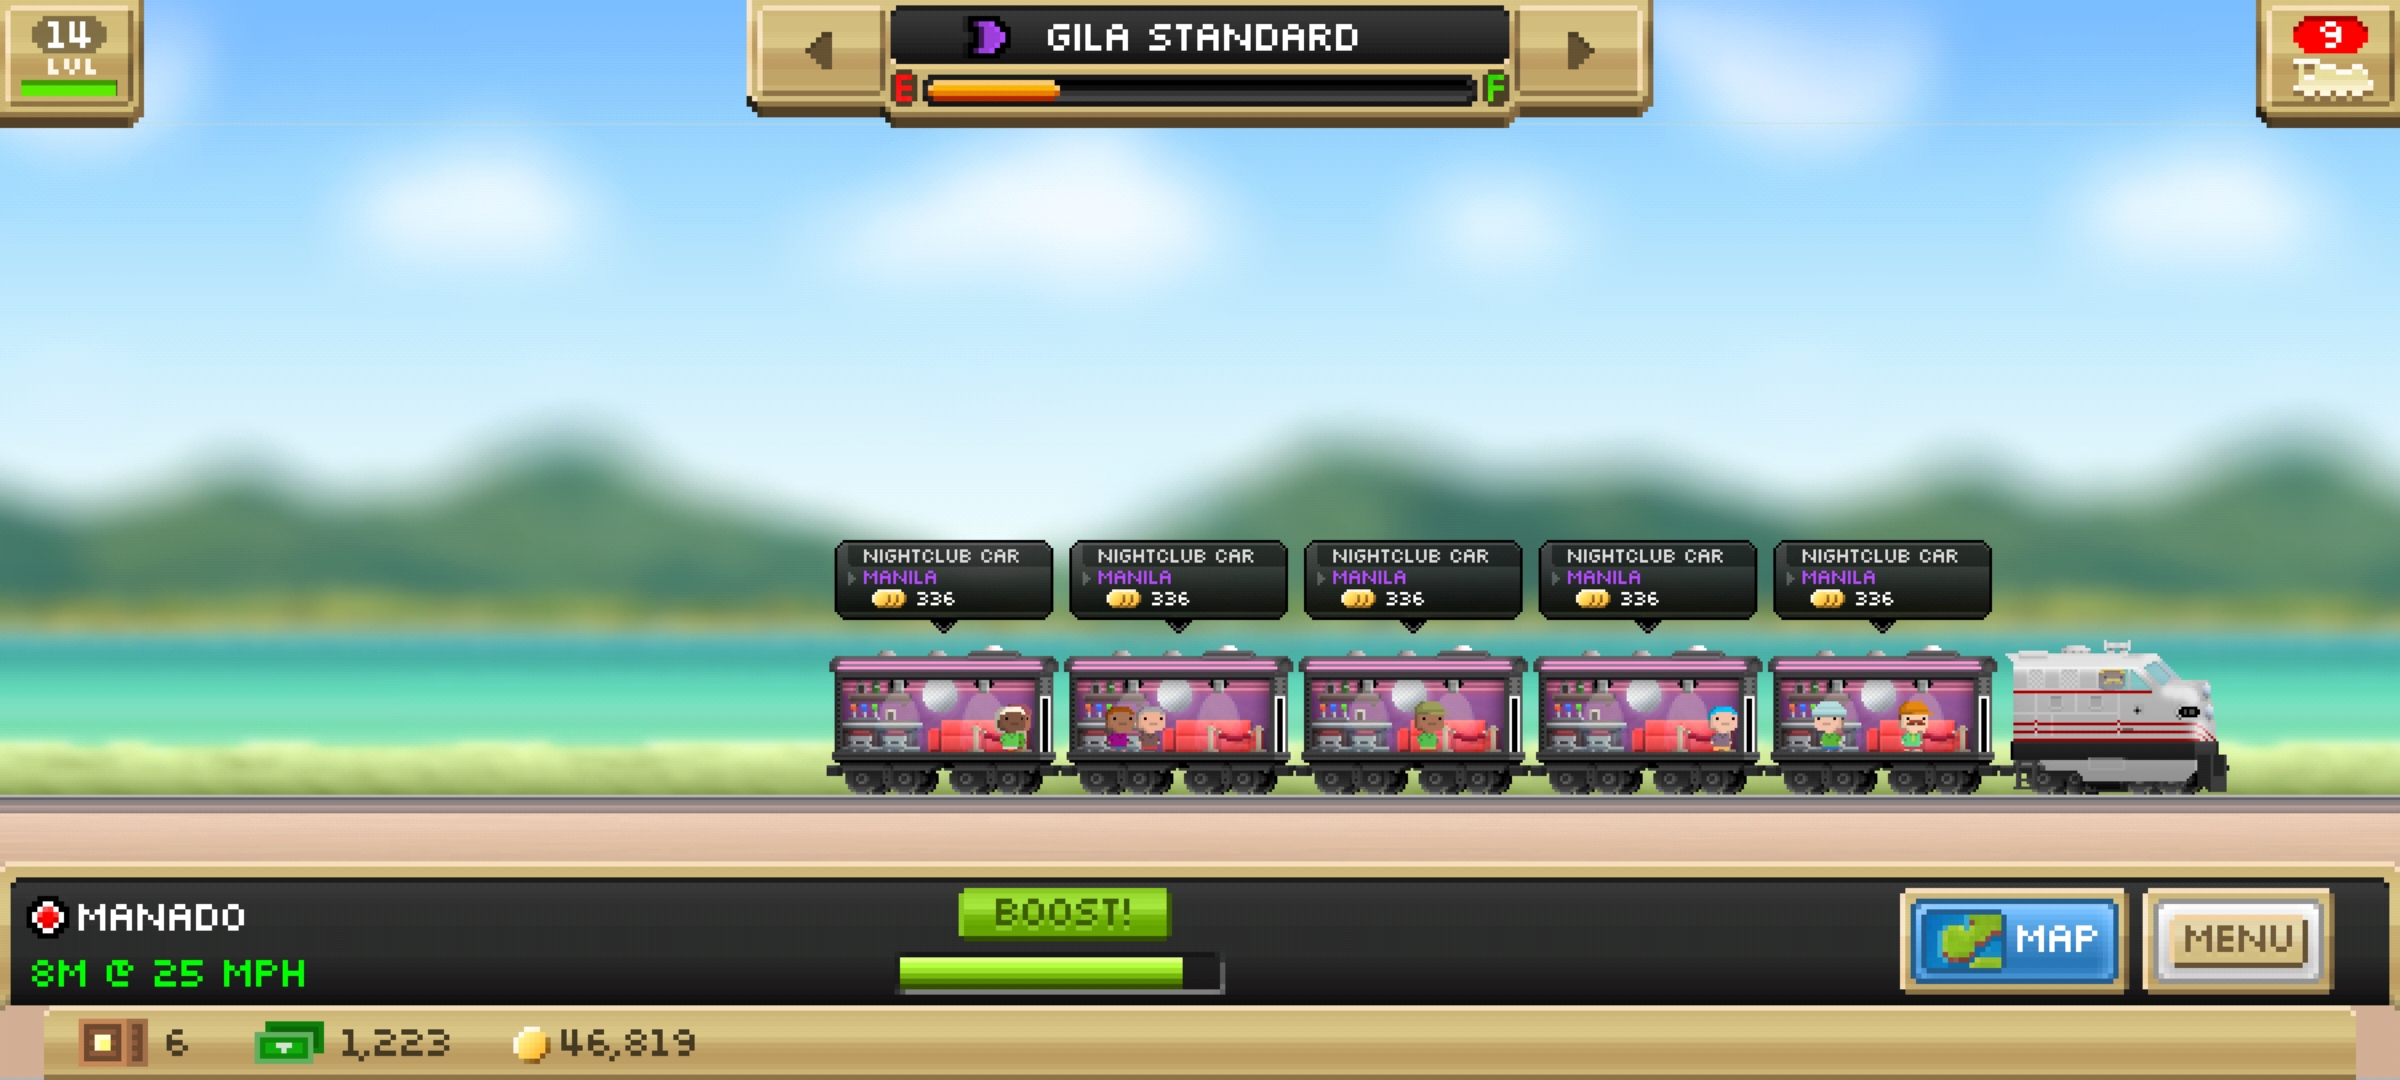 14
LVL
GILA STANDARD
E
F
9
NIGHTCLUB CAR
MANILA
336
NIGHTCLUB CAR
MANILA
336
NIGHTCLUB CAR
MANILA
336
NIGHTCLUB CAR
MANILA
336
NIGHTCLUB CAR
MANILA
336
MANADO
8M @ 25 MPH
BOOST!
MAP
MENU
6
1,223
46,819